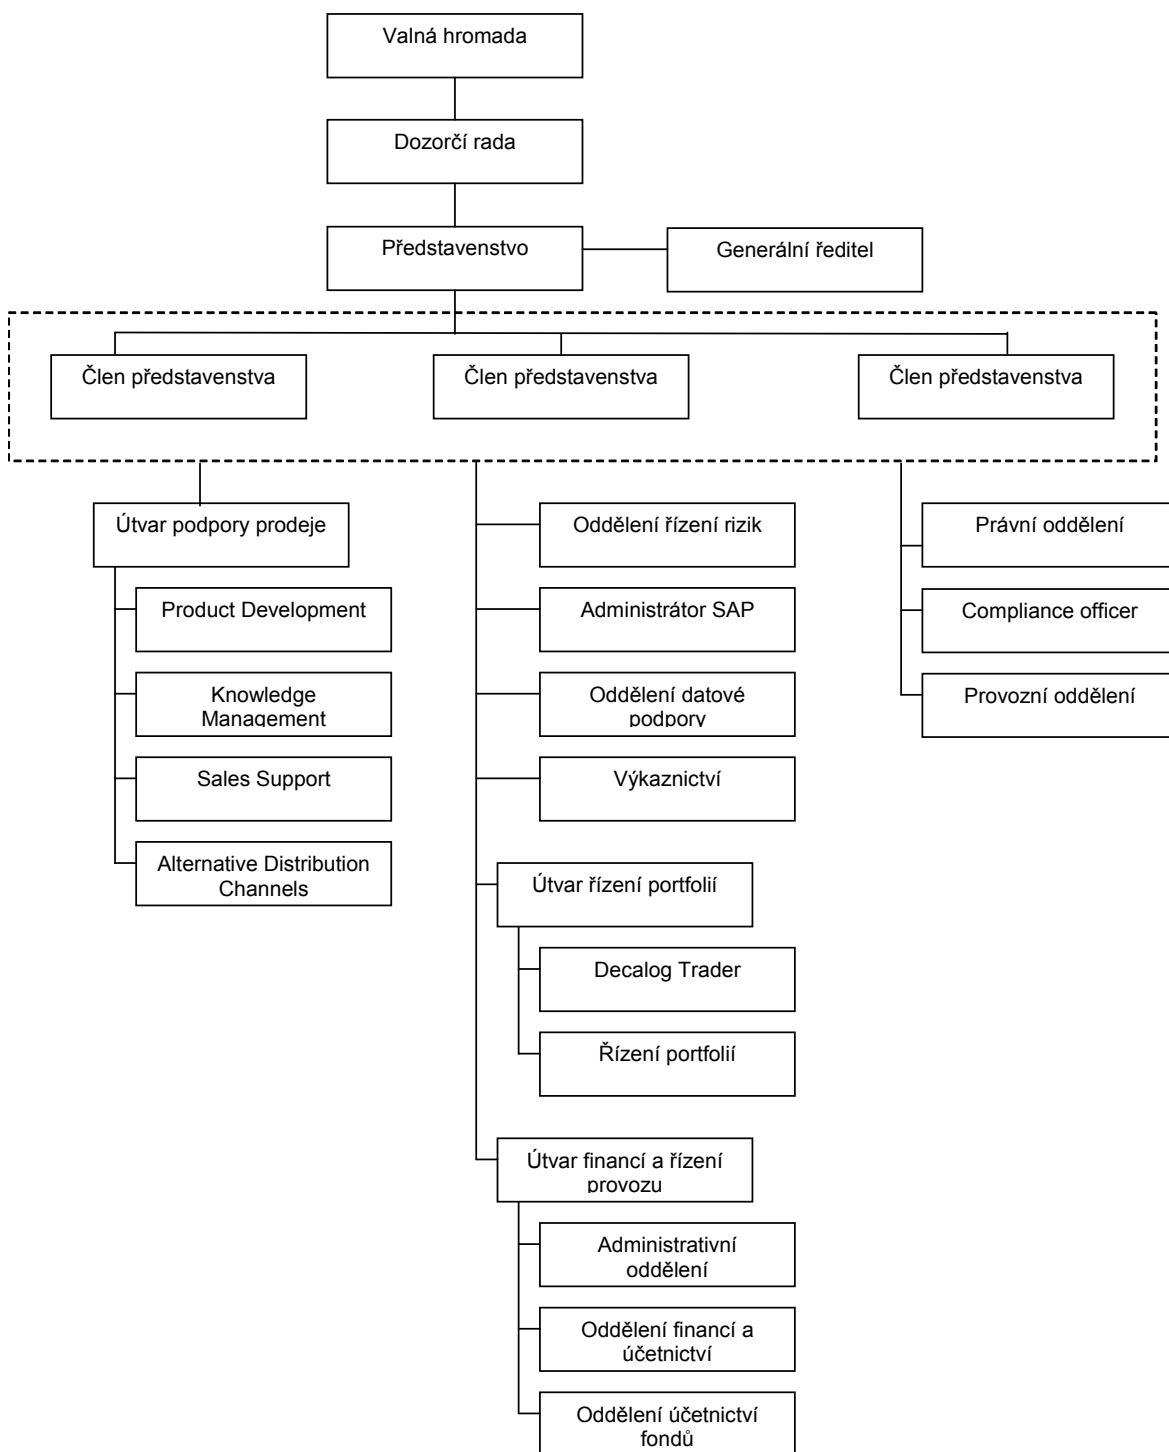 Valná hromada
Dozorčí rada
Představenstvo
Generální ředitel
Člen představenstva
Člen představenstva
Člen představenstva
Útvar podpory prodeje
Product Development
Knowledge
Management
Sales Support
Alternative Distribution
Channels
Oddělení řízení rizik
Administrátor SAP
Oddělení datové
podpory
Výkaznictví
Útvar řízení portfolií
Decalog Trader
Řízení portfolií
Útvar financí a řízení
provozu
Administrativní
oddělení
Oddělení financí a
účetnictví
Oddělení účetnictví
fondů
Právní oddělení
Compliance officer
Provozní oddělení